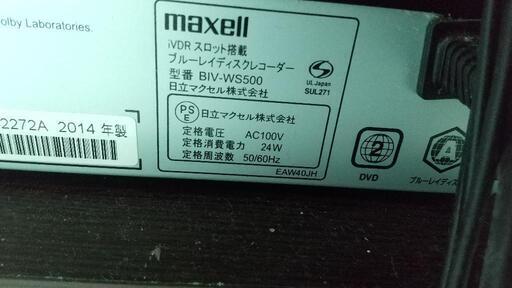 olby Laboratories.
maxell
iVDR スロット搭載
ブルーレイディスクレコーダー
型番 BIV-WS500
日立マクセル株式会社
UL Japan
SUL271
PS
E
日立マクセル株式会社
定格電圧 AC100V
定格消費電力 24W
定格周波数 50/60Hz
EAW40JH
2272A 2014 年製
2
DVD
A
ブルーレイディス